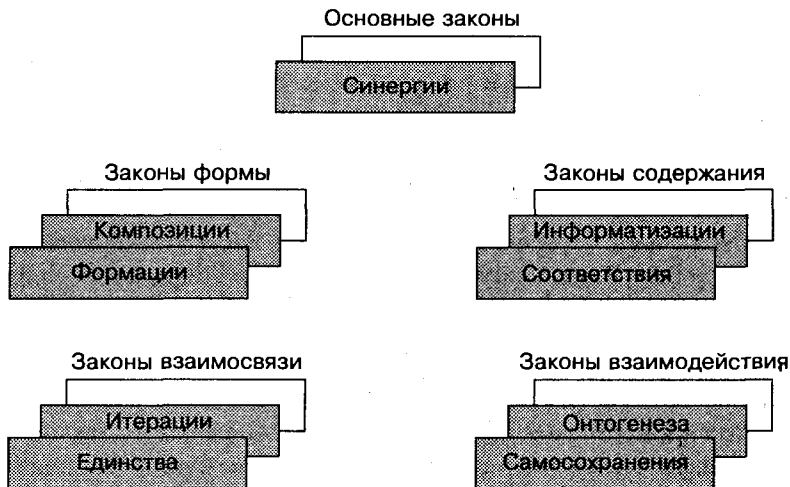 Основные законы
Синергии
Законы формы
Композиции
Формации
Законы содержания
Информатизации
Соответствия
Законы взаимосвязи
Итерации
Единства
Законы взаимодействия
Онтогенеза
Самосохранения